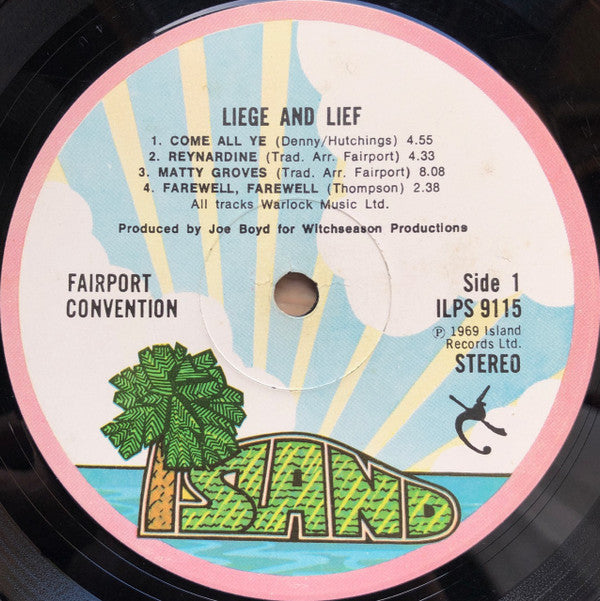 LIEGE AND LIEF
1. COME ALL YE (Denny/Hutchings) 4.55
2. REYNARDINE (Trad. Arr. Fairport) 4.33
3. MATTY GROVES (Trad. Arr. Fairport) 8.08
4. FAREWELL, FAREWELL (Thompson) 2.38
All tracks Warlock Music Ltd.
Produced by Joe Boyd for Witchseason Productions
FAIRPORT
CONVENTION
Side 1
ILPS 9115
Ⓟ 1969 Island
Records Ltd.
STEREO
ISLAND